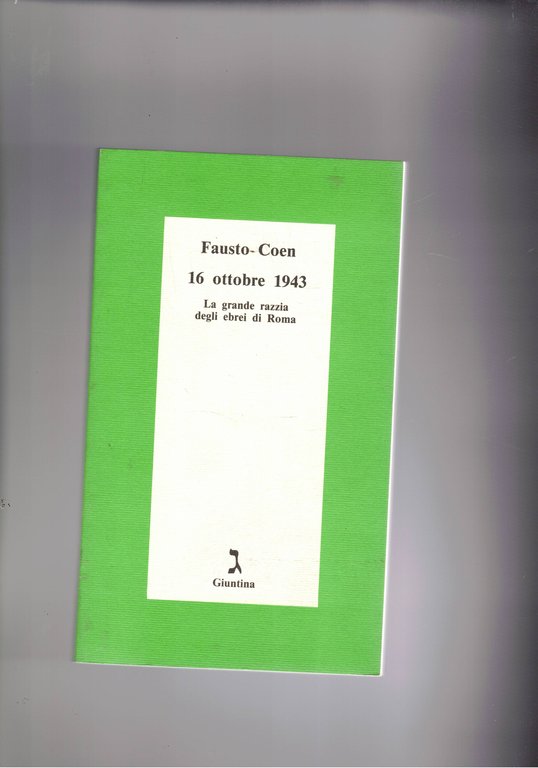 Fausto Coen
16 ottobre 1943
La grande razzia
degli ebrei di Roma
ג
Giuntina